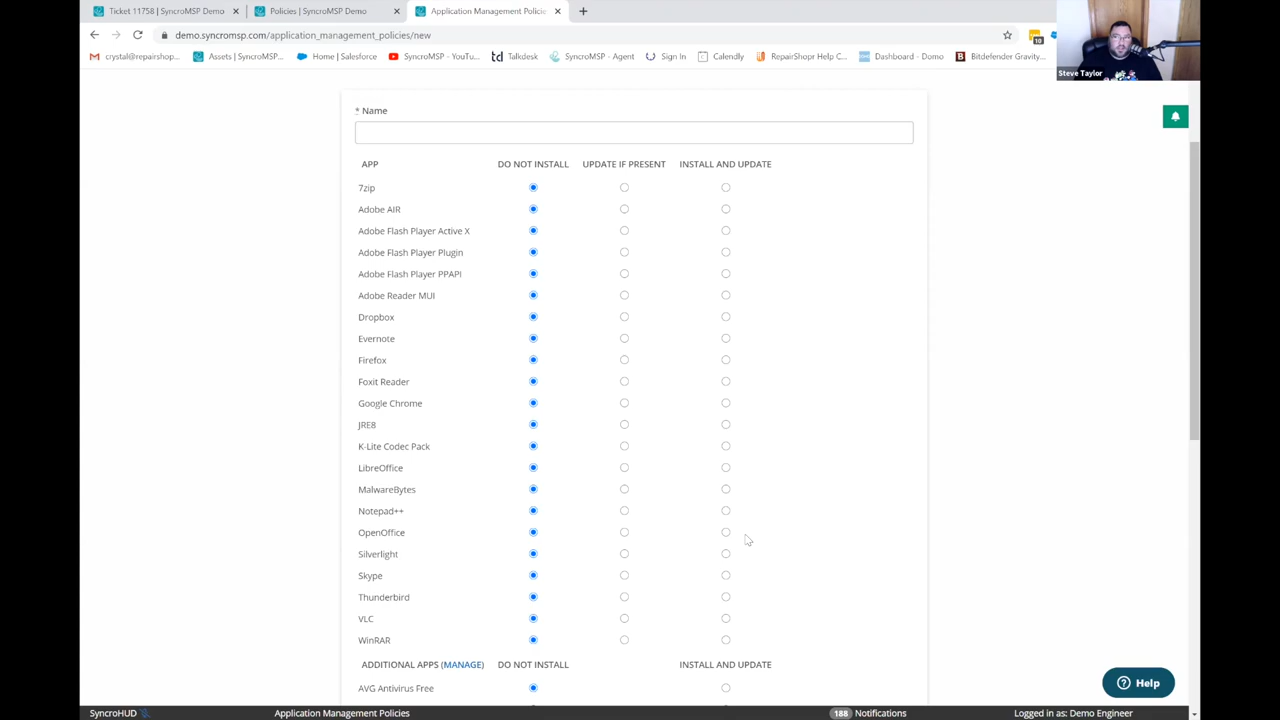 Ticket 11758 | SyncroMSP Demo
Policies | SyncroMSP Demo
Application Management Policie
demo.syncromsp.com/application_management_policies/new
10
crystal@repairshop...
Assets | SyncroMSP...
Home | Salesforce
SyncroMSP - YouTu...
Talkdesk
SyncroMSP - Agent
Sign In
Calendly
RepairShopr Help C...
Dashboard - Domo
Bitdefender Gravity...
Steve Taylor
* Name
APP DO NOT INSTALL UPDATE IF PRESENT INSTALL AND UPDATE
7zip
Adobe AIR
Adobe Flash Player Active X
Adobe Flash Player Plugin
Adobe Flash Player PPAPI
Adobe Reader MUI
Dropbox
Evernote
Firefox
Foxit Reader
Google Chrome
JRE8
K-Lite Codec Pack
LibreOffice
MalwareBytes
Notepad++
OpenOffice
Silverlight
Skype
Thunderbird
VLC
WinRAR
ADDITIONAL APPS (MANAGE) DO NOT INSTALL INSTALL AND UPDATE
AVG Antivirus Free
Help
SyncroHUD
Application Management Policies
188 Notifications
Logged in as: Demo Engineer